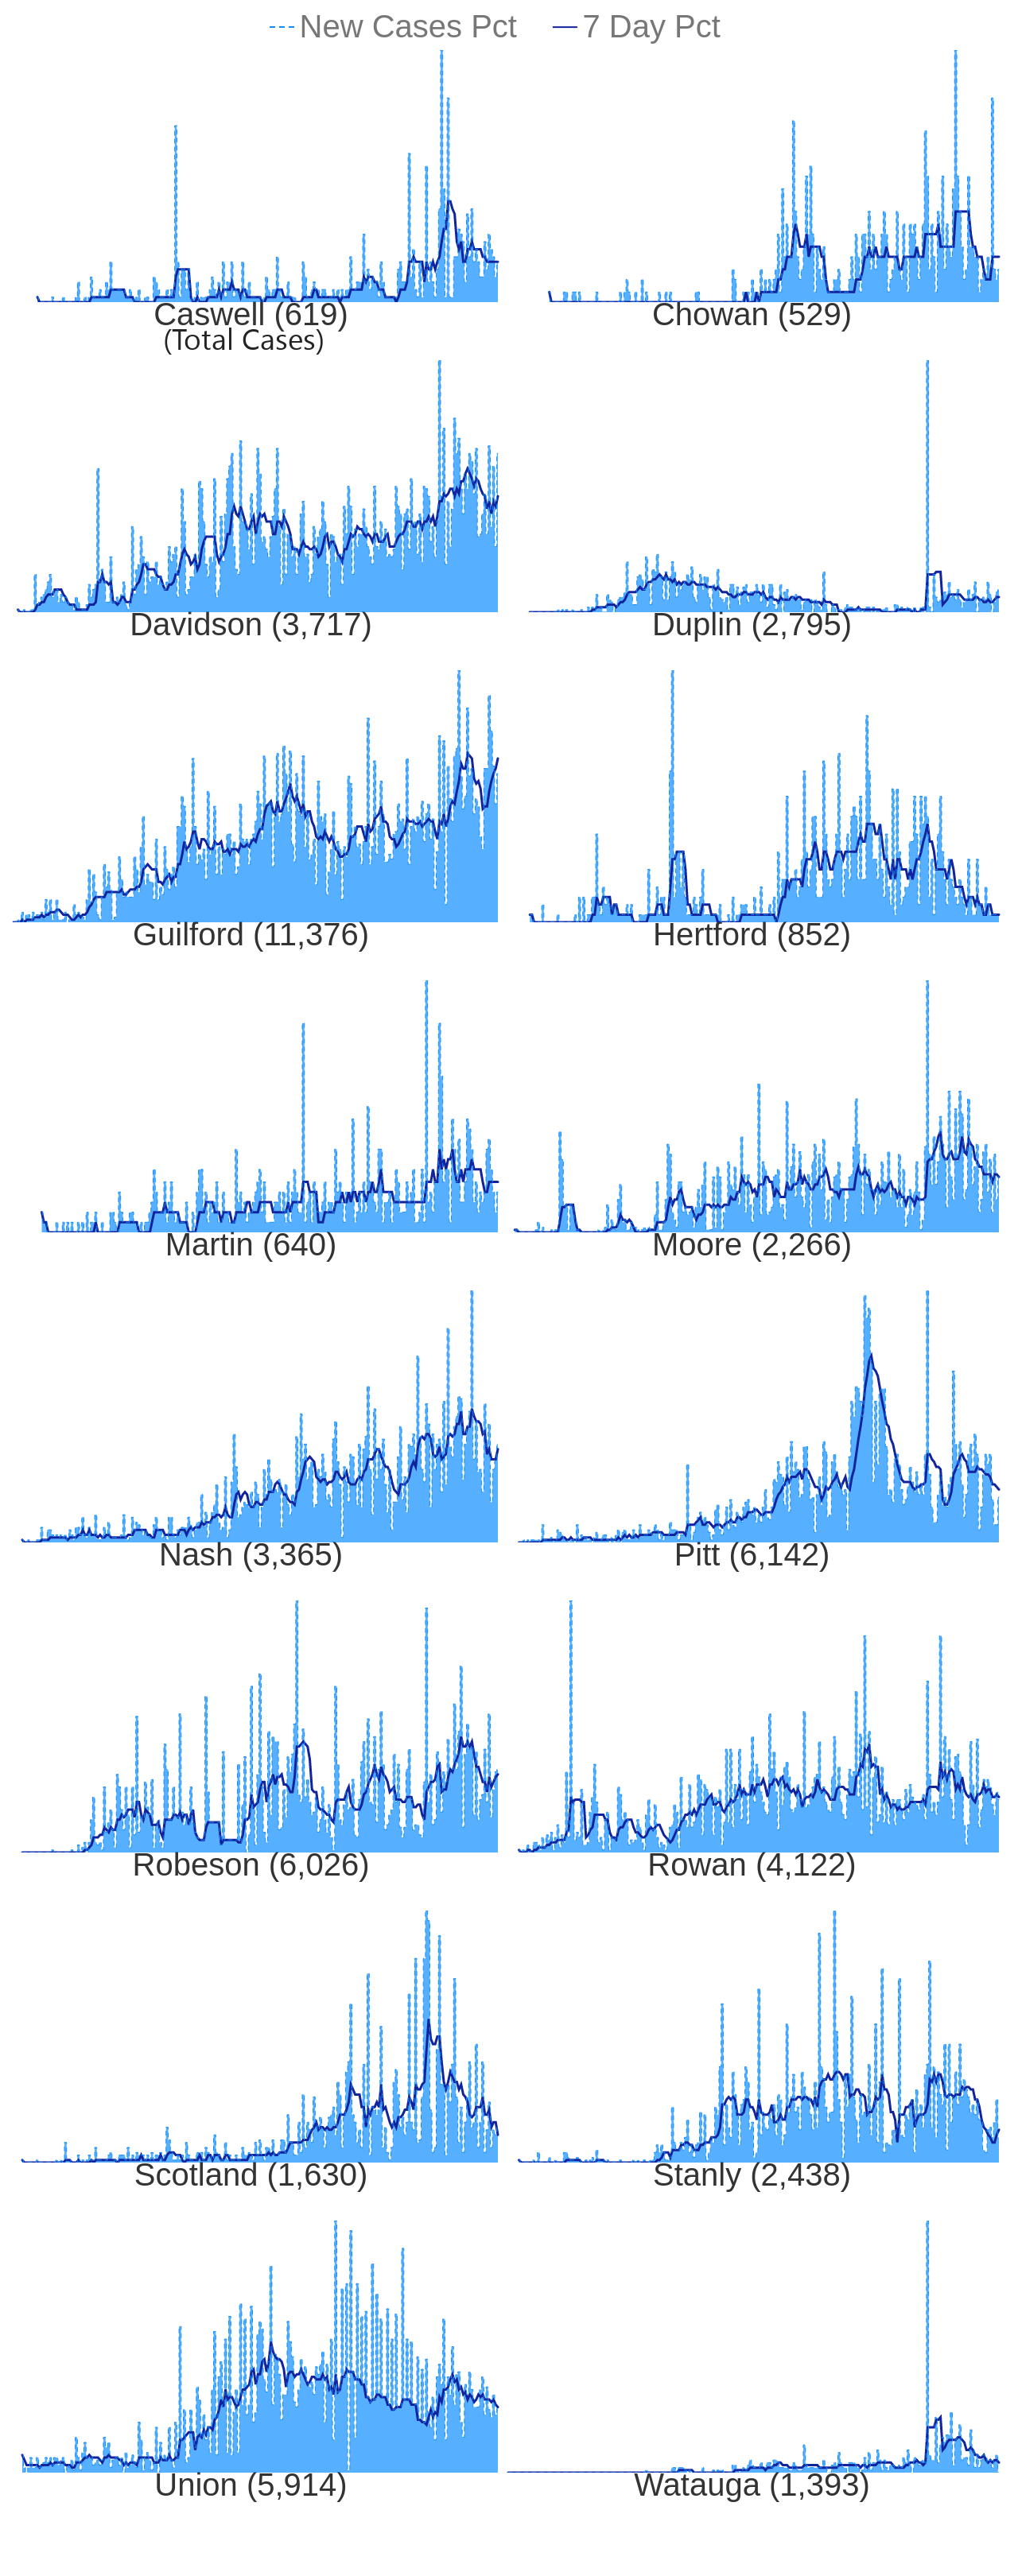 New Cases Pct 7 Day Pct
Caswell (619) Chowan (529)
(Total Cases)
Davidson (3,717) Duplin (2,795)
Guilford (11,376) Hertford (852)
Martin (640) Moore (2,266)
Nash (3,365) Pitt (6,142)
Robeson (6,026) Rowan (4,122)
Scotland (1,630) Stanly (2,438)
Union (5,914) Watauga (1,393)